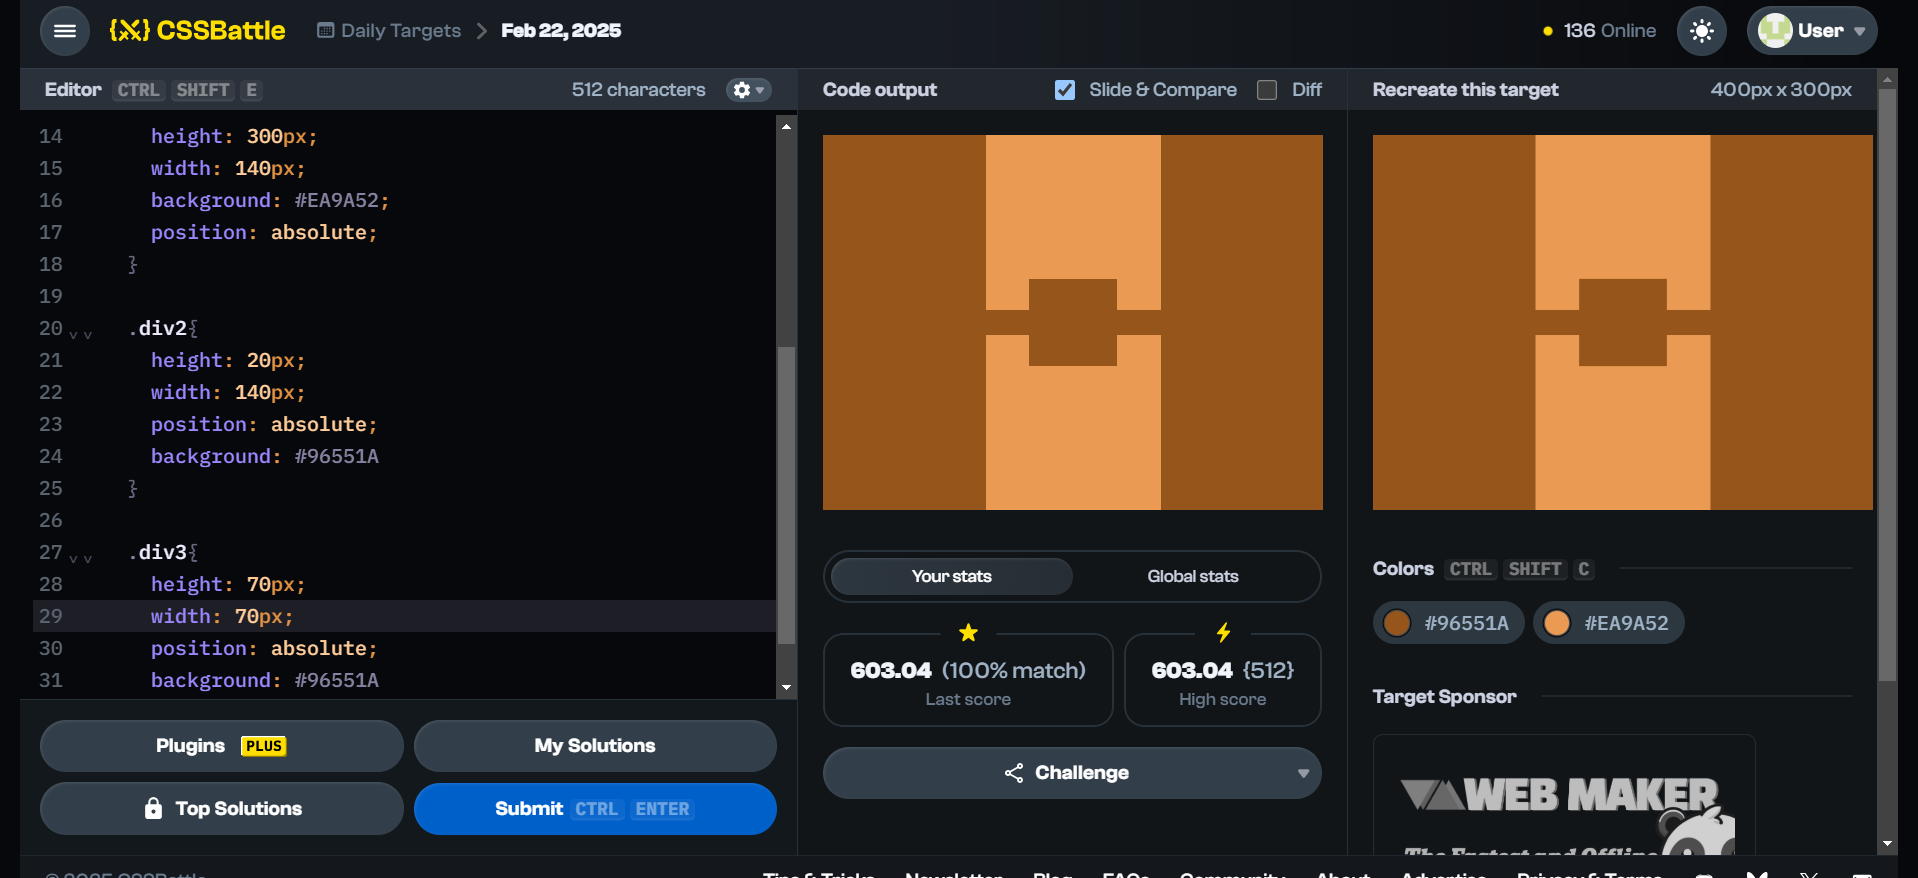 {X} CSSBattle
Daily Targets
Feb 22, 2025
136 Online
User
Editor CTRL SHIFT E
512 characters
14 height: 300px;
15 width: 140px;
16 background: #EA9A52;
17 position: absolute;
18 }
19
20 .div2{
21 height: 20px;
22 width: 140px;
23 position: absolute;
24 background: #96551A
25 }
26
27 .div3{
28 height: 70px;
29 width: 70px;
30 position: absolute;
31 background: #96551A
Plugins PLUS
My Solutions
Top Solutions
Submit CTRL ENTER
Code output
Slide & Compare
Diff
Your stats
Global stats
603.04 (100% match)
Last score
603.04 {512}
High score
Challenge
Recreate this target
400px x 300px
Colors CTRL SHIFT C
#96551A
#EA9A52
Target Sponsor
WEB MAKER
The Fastest and Offline
© 2025 CSSBattle
Tips & Tricks
Newsletter
Blog
FAQs
Community
About
Advertise
Privacy & Terms